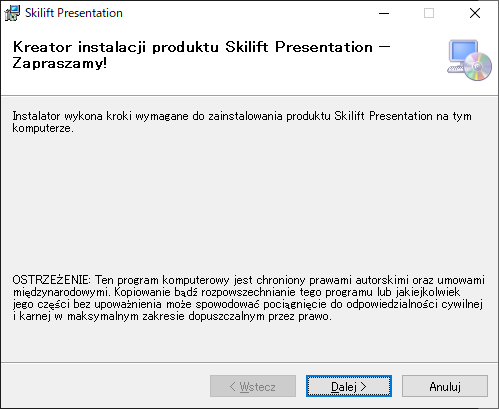 Skilift Presentation
Kreator instalacji produktu Skilift Presentation –
Zapraszamy!
Instalator wykona kroki wymagane do zainstalowania produktu Skilift Presentation na tym
komputerze.
OSTRZEŻENIE: Ten program komputerowy jest chroniony prawami autorskimi oraz umowami
międzynarodowymi. Kopiowanie bądź rozpowszechnianie tego programu lub jakiejkolwiek
jego części bez upoważnienia może spowodować pociągnięcie do odpowiedzialności cywilnej
i karnej w maksymalnym zakresie dopuszczalnym przez prawo.
< Wstecz
Dalej >
Anuluj